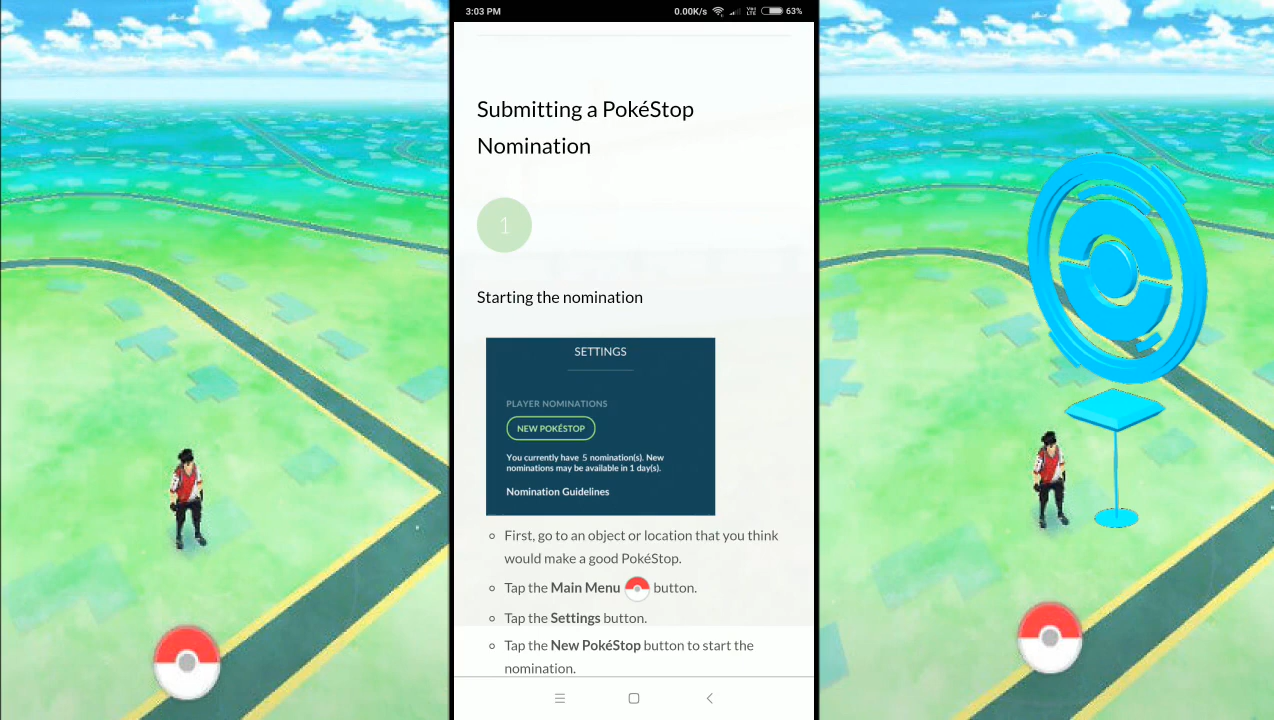 3:03 PM 0.00K/s VoLTE 63%
Submitting a PokéStop
Nomination
1
Starting the nomination
SETTINGS
PLAYER NOMINATIONS
NEW POKÉSTOP
You currently have 5 nomination(s). New
nominations may be available in 1 day(s).
Nomination Guidelines
First, go to an object or location that you think
would make a good PokéStop.
Tap the Main Menu button.
Tap the Settings button.
Tap the New PokéStop button to start the
nomination.